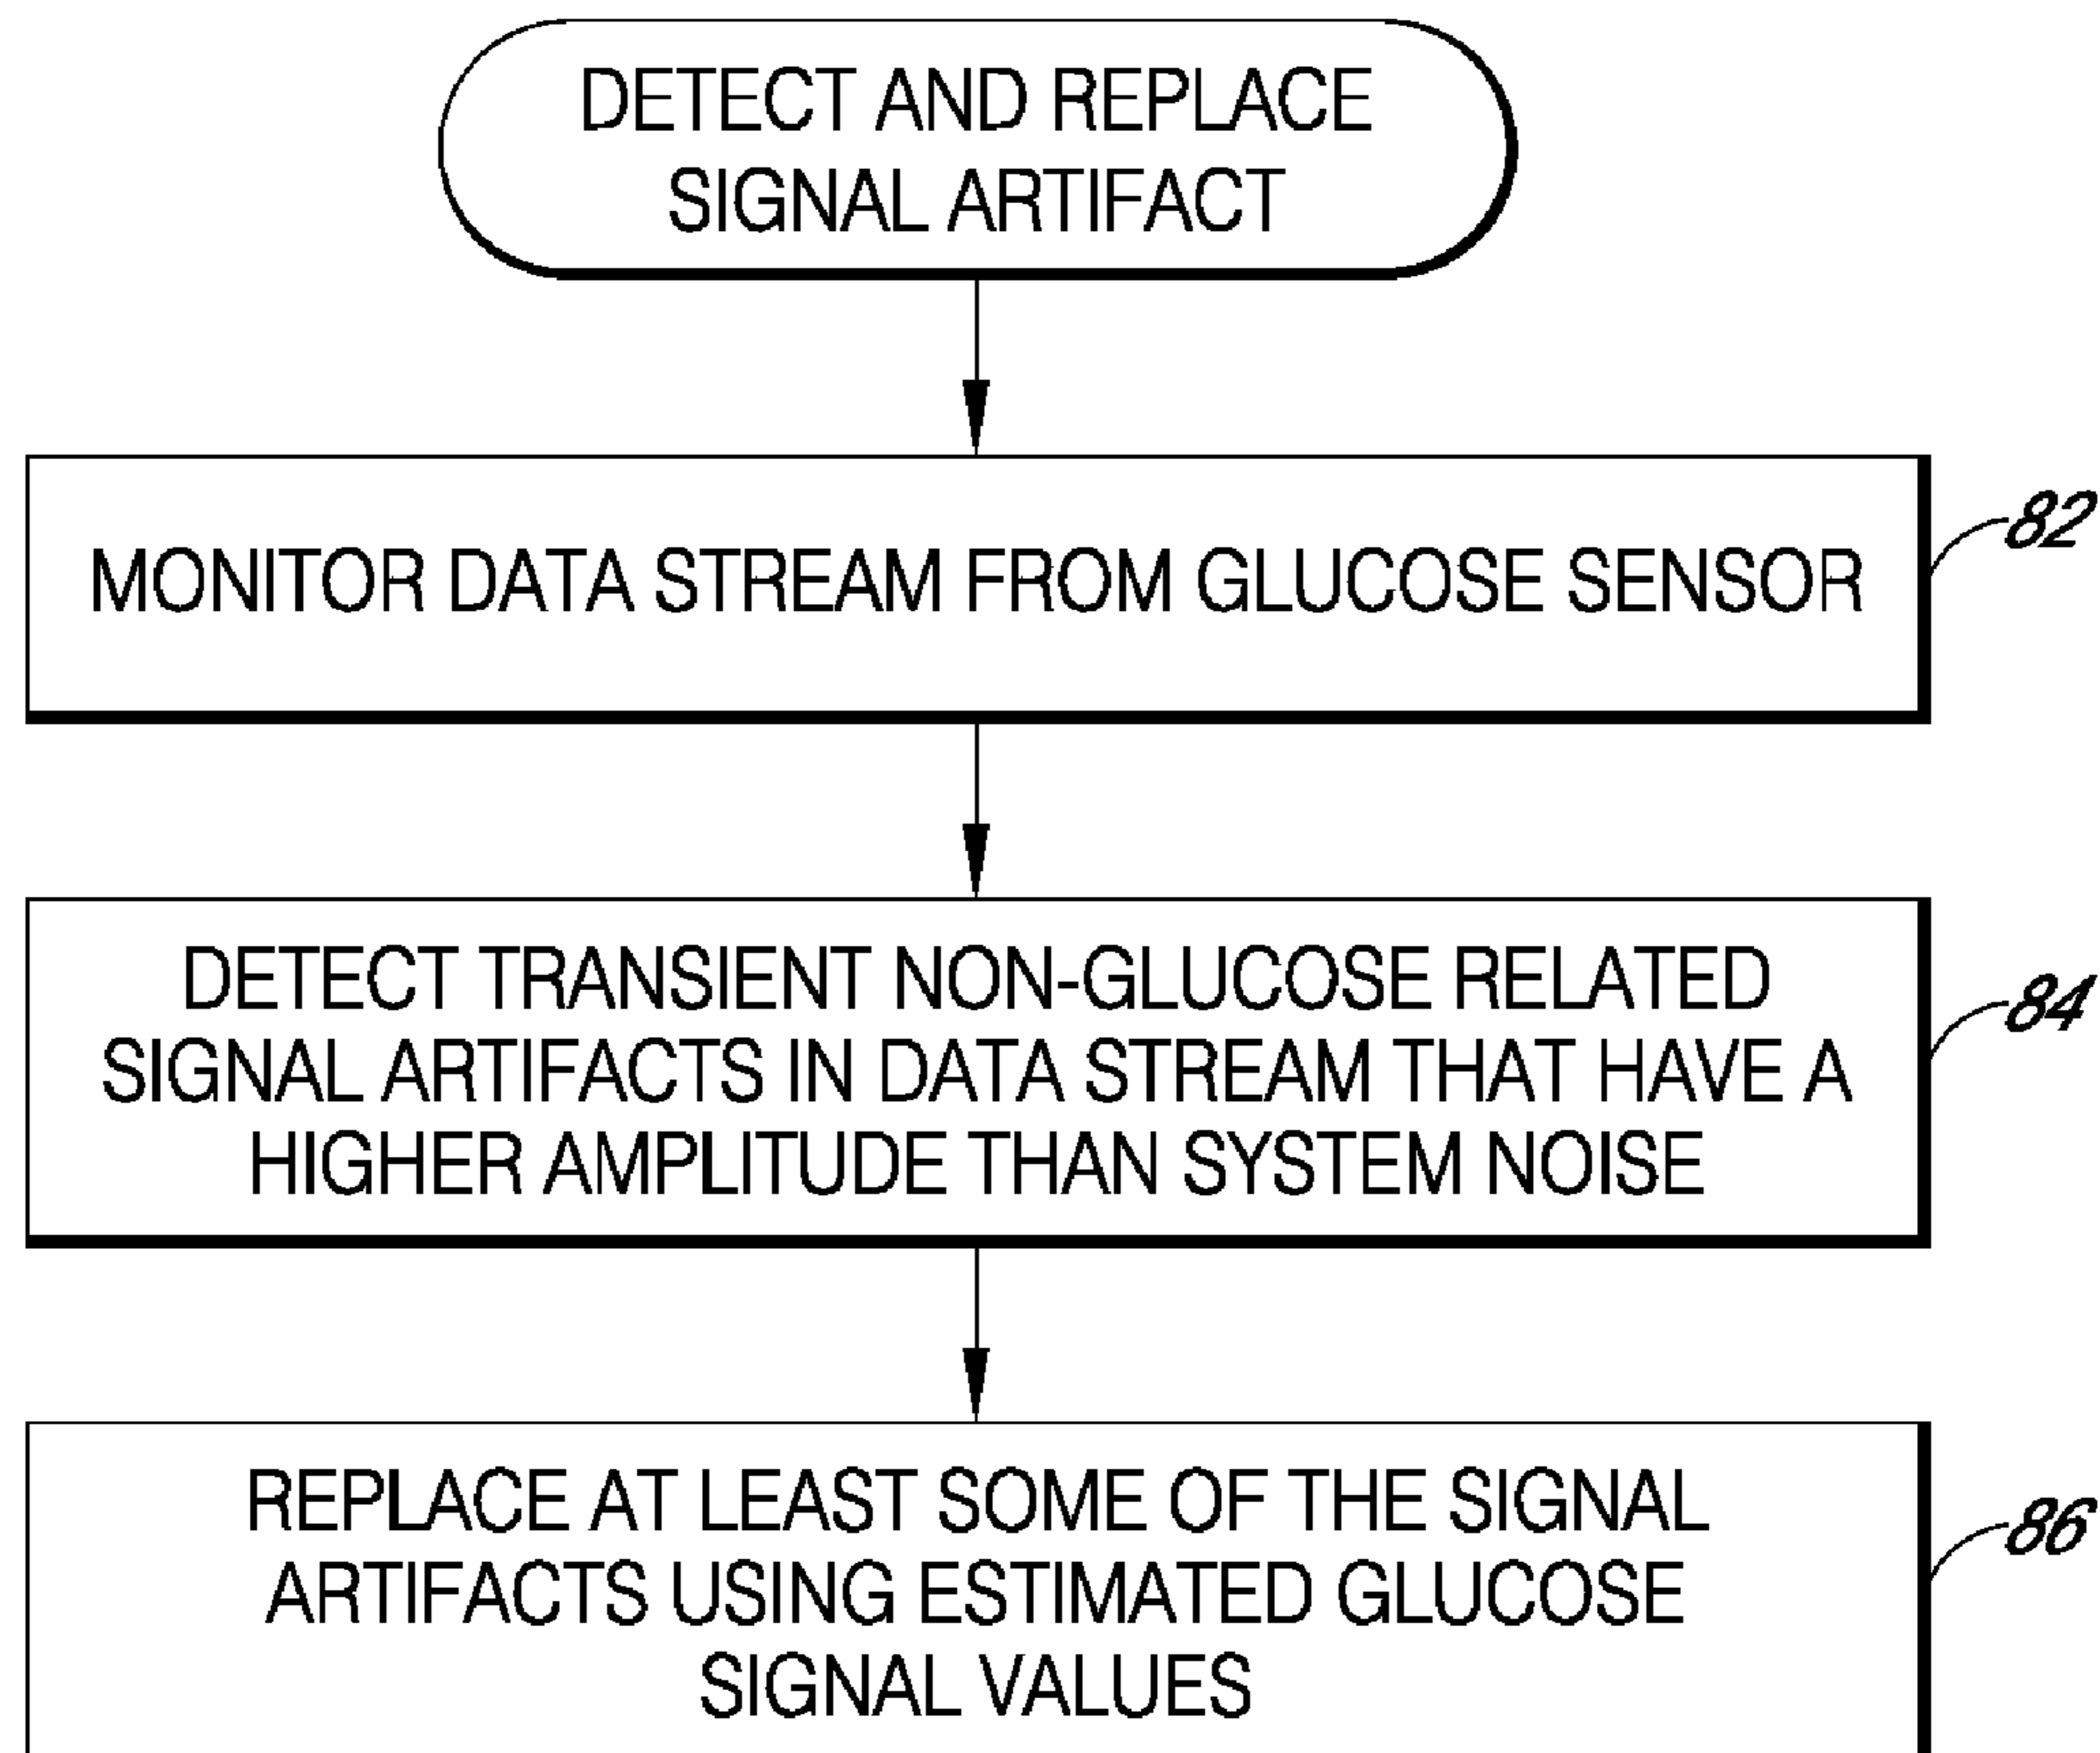 DETECT AND REPLACE
SIGNAL ARTIFACT
MONITOR DATA STREAM FROM GLUCOSE SENSOR
82
DETECT TRANSIENT NON-GLUCOSE RELATED
SIGNAL ARTIFACTS IN DATA STREAM THAT HAVE A
HIGHER AMPLITUDE THAN SYSTEM NOISE
84
REPLACE AT LEAST SOME OF THE SIGNAL
ARTIFACTS USING ESTIMATED GLUCOSE
SIGNAL VALUES
86